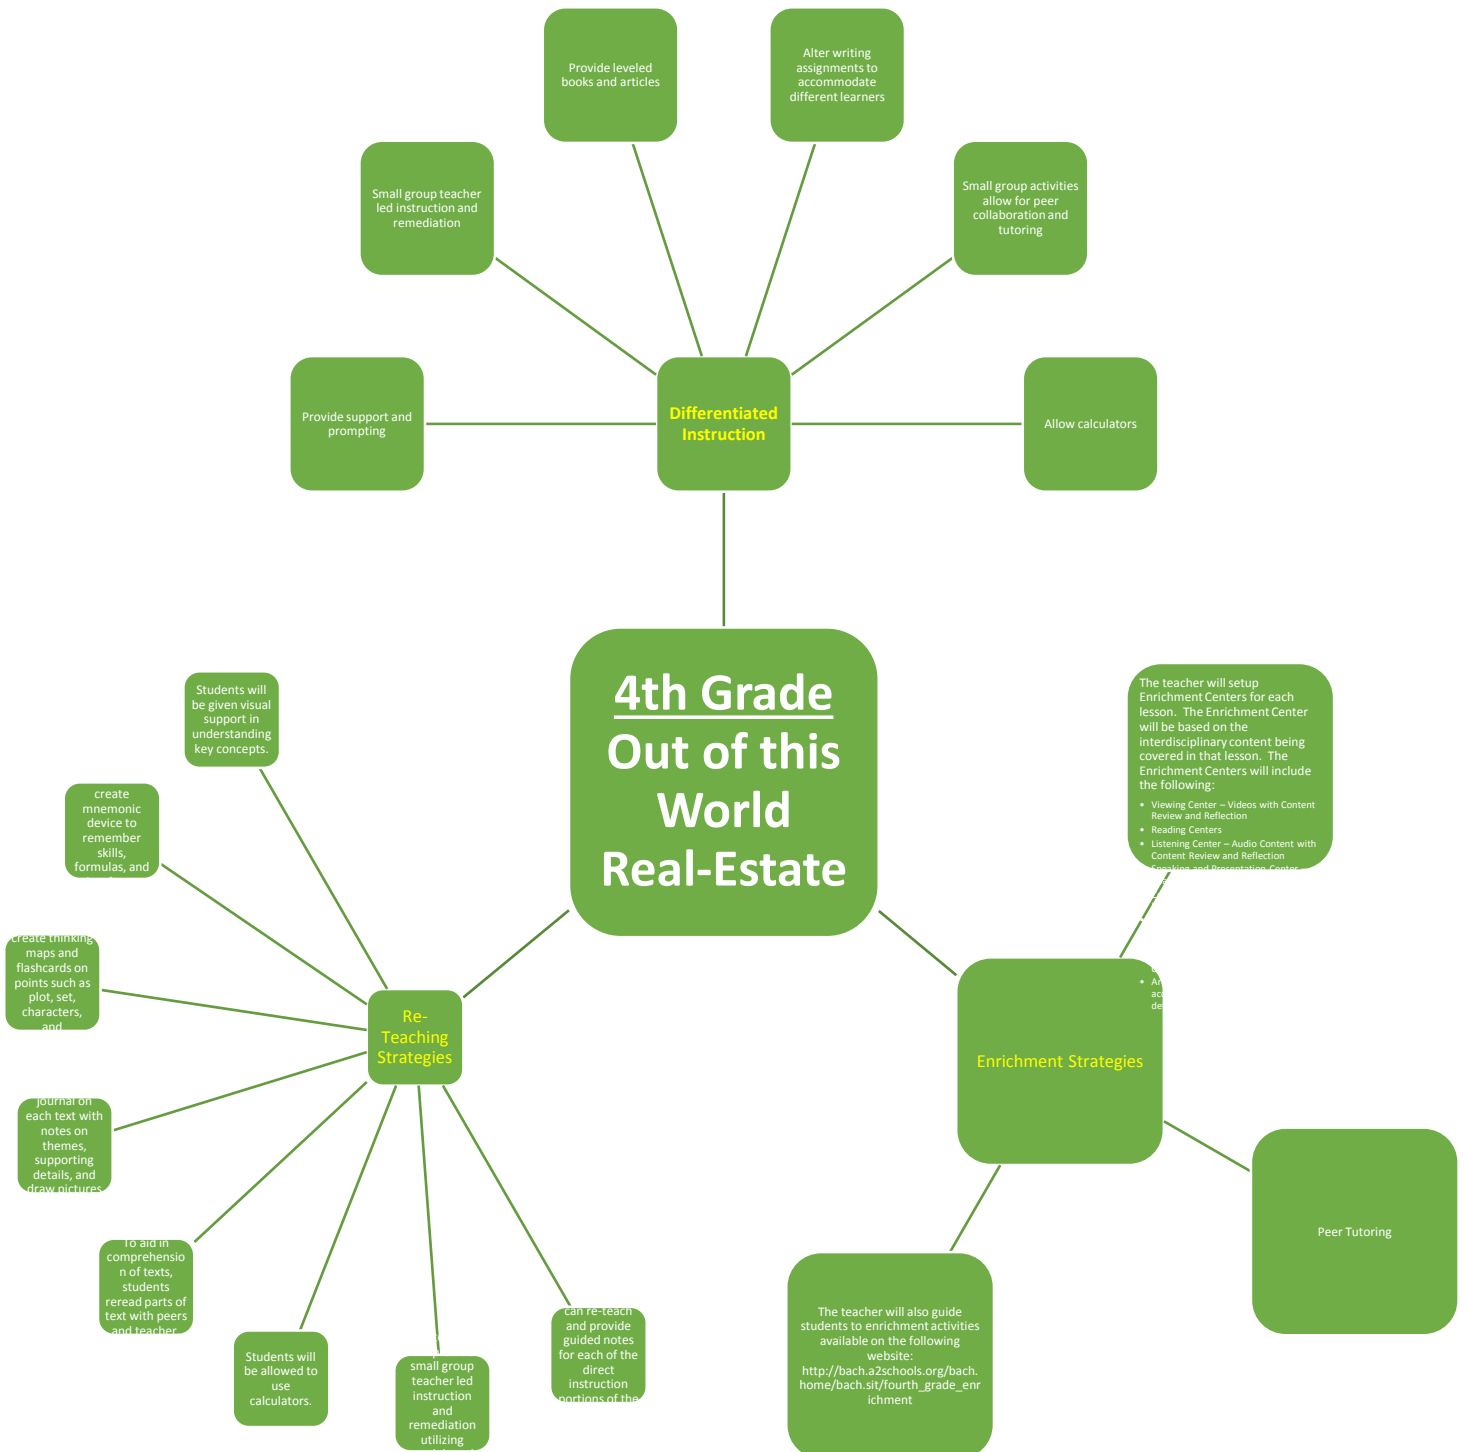 Provide leveled
books and articles
Alter writing
assignments to
accommodate
different learners
Small group teacher
led instruction and
remediation
Small group activities
allow for peer
collaboration and
tutoring
Provide support and
prompting
Differentiated
Instruction
Allow calculators
4th Grade
Out of this
World
Real-Estate
Students will
be given visual
support in
understanding
key concepts.
create
mnemonic
device to
remember
skills,
formulas, and
create thinking
maps and
flashcards on
points such as
plot, set,
characters,
and
journal on
each text with
notes on
themes,
supporting
details, and
draw pictures
To aid in
comprehensio
n of texts,
students
reread parts of
text with peers
and teacher
Students will
be allowed to
use
calculators.
small group
teacher led
instruction
and
remediation
utilizing
can re-teach
and provide
guided notes
for each of the
direct
instruction
portions of the
Re-
Teaching
Strategies
The teacher will setup
Enrichment Centers for each
lesson. The Enrichment Center
will be based on the
interdisciplinary content being
covered in that lesson. The
Enrichment Centers will include
the following:
• Viewing Center – Videos with Content
Review and Reflection
• Reading Centers
• Listening Center – Audio Content with
Content Review and Reflection
• Speaking and Presentation Center
Enrichment Strategies
Peer Tutoring
The teacher will also guide
students to enrichment activities
available on the following
website:
http://bach.a2schools.org/bach.
home/bach.sit/fourth_grade_enr
ichment